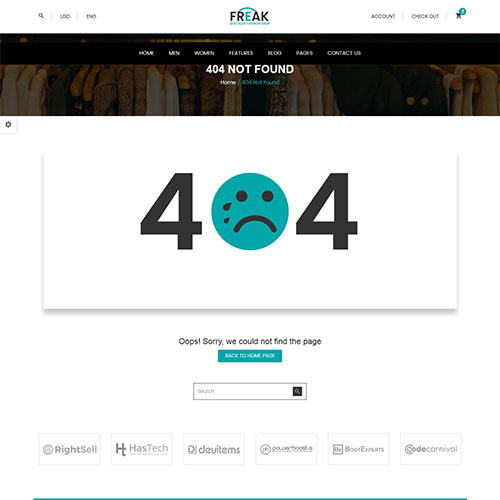 USD ENG FREAK ACCOUNT CHECK OUT
BOUTIQUE FASHION SHOP
HOME MEN WOMEN FEATURES BLOG PAGES CONTACT US
404 NOT FOUND
Home / 404 Not found
4 4
Oops! Sorry, we could not find the page
BACK TO HOME PAGE
Search
RightSell HasTech devitems powerboosts BootExperts Codecarnival